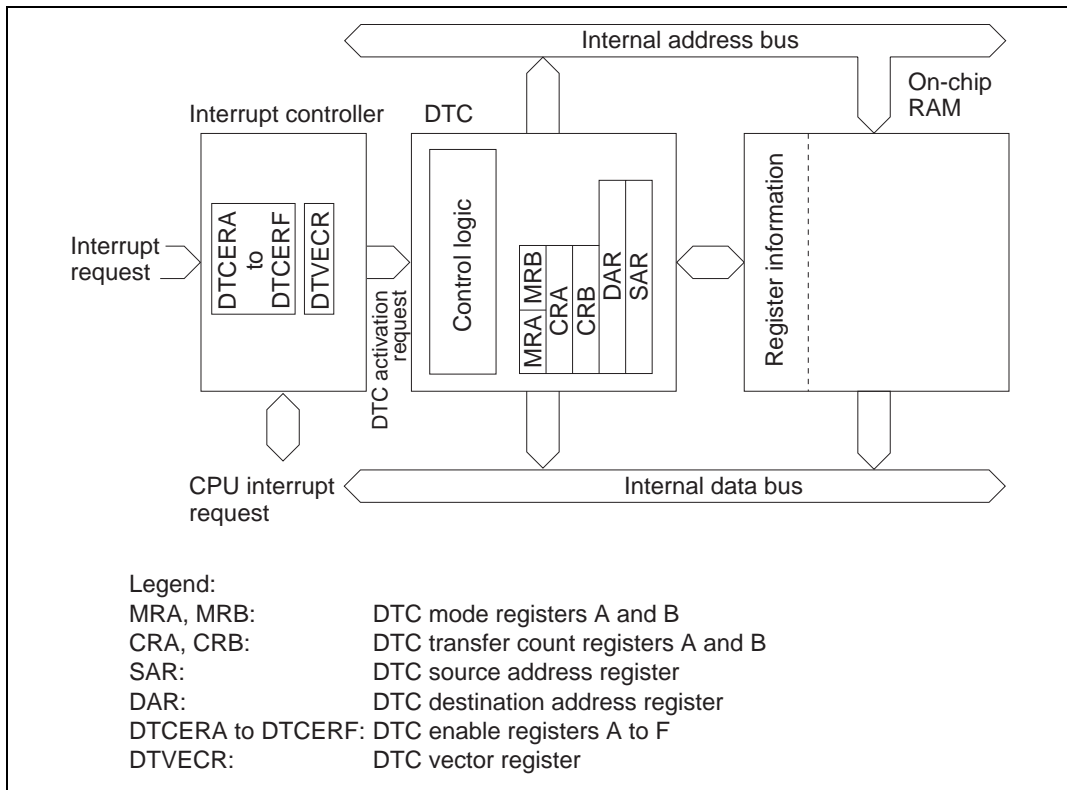 Internal address bus
On-chip
RAM
Interrupt controller
DTC
Interrupt
request
DTCERA
to
DTCERF
DTVECR
DTC activation
request
Control logic
MRA
MRB
CRA
CRB
DAR
SAR
Register information
CPU interrupt
request
Internal data bus
Legend:
MRA, MRB: DTC mode registers A and B
CRA, CRB: DTC transfer count registers A and B
SAR: DTC source address register
DAR: DTC destination address register
DTCERA to DTCERF: DTC enable registers A to F
DTVECR: DTC vector register